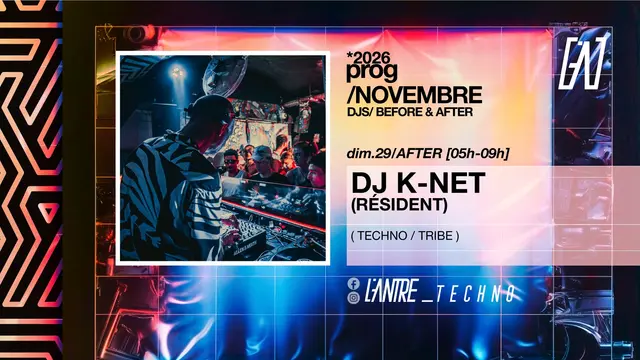 *2026
prog
/NOVEMBRE
DJS/ BEFORE & AFTER
dim.29/AFTER [05h-09h]
DJ K-NET
(RÉSIDENT)
( TECHNO / TRIBE )
L'ANTRE _TECHNO